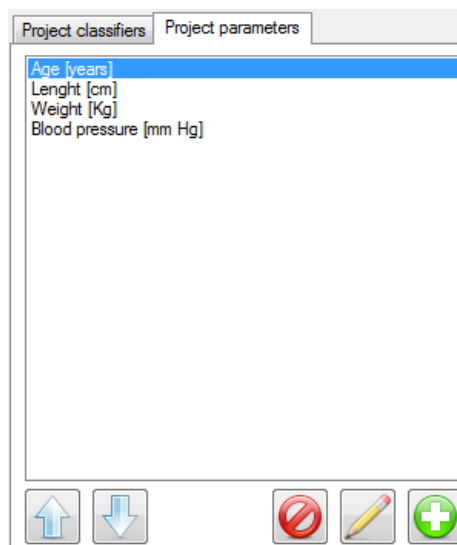 Project classifiers
Project parameters
Age [years]
Lenght [cm]
Weight [Kg]
Blood pressure [mm Hg]